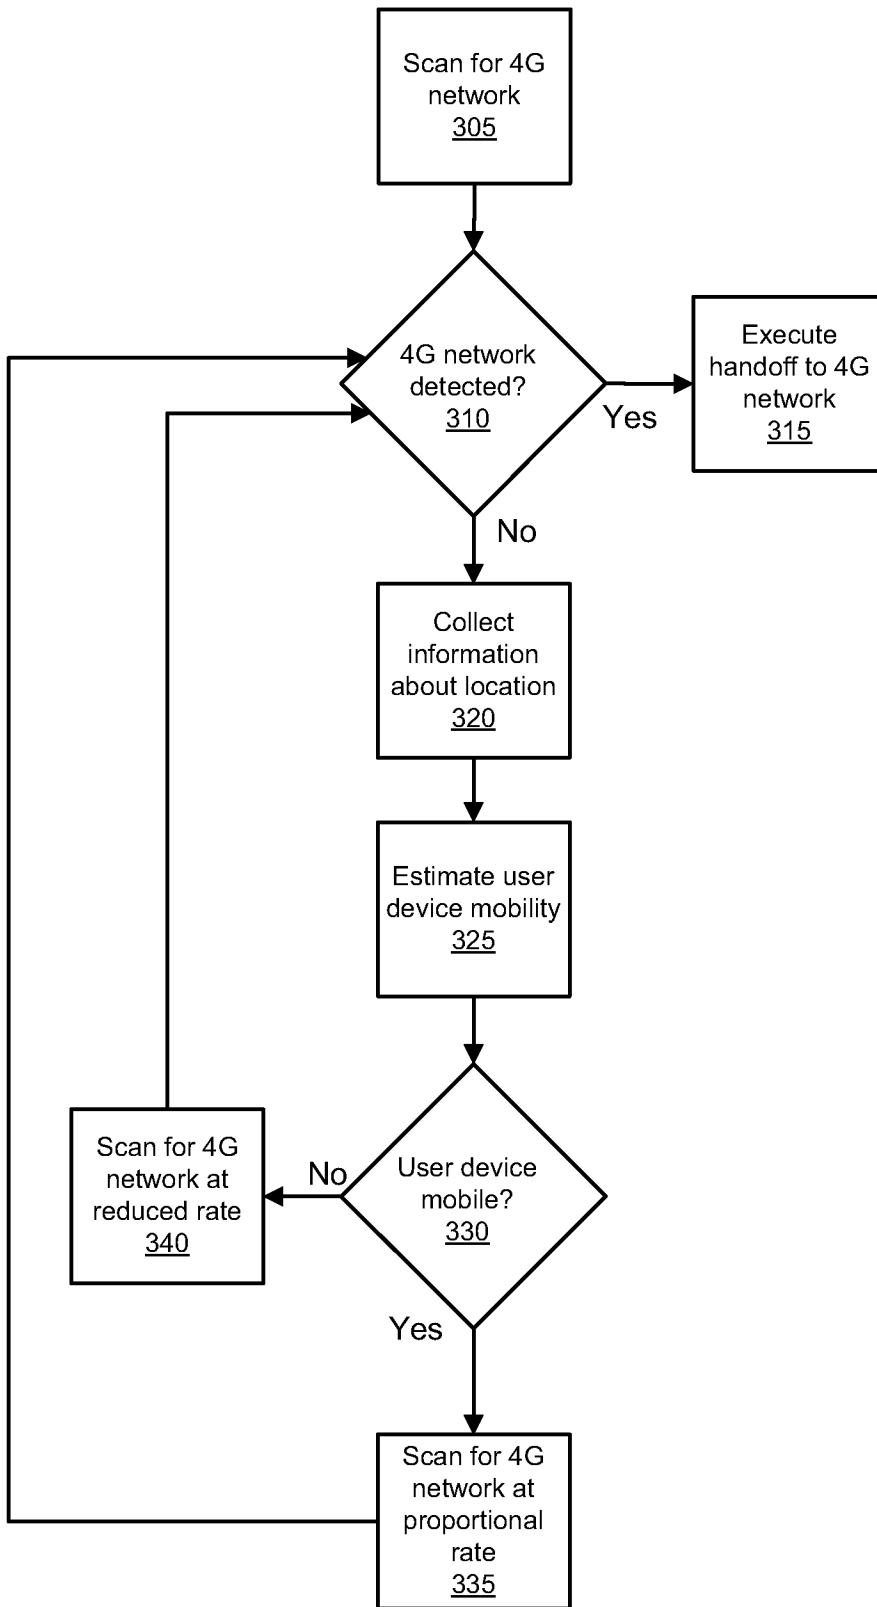 Scan for 4G
network
305
4G network
detected?
310
Yes
Execute
handoff to 4G
network
315
No
Collect
information
about location
320
Estimate user
device mobility
325
User device
mobile?
330
No
Scan for 4G
network at
reduced rate
340
Yes
Scan for 4G
network at
proportional
rate
335